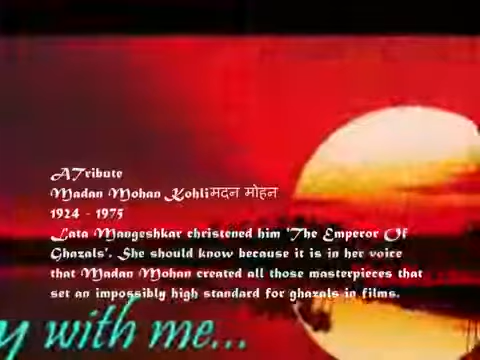 A Tribute
Madan Mohan Kohliमदन मोहन
1924 - 1975
Lata Mangeshkar christened him 'The Emperor Of
Ghazals'. She should know because it is in her voice
that Madan Mohan created all those masterpieces that
set an impossibly high standard for ghazals in films.
y with me...